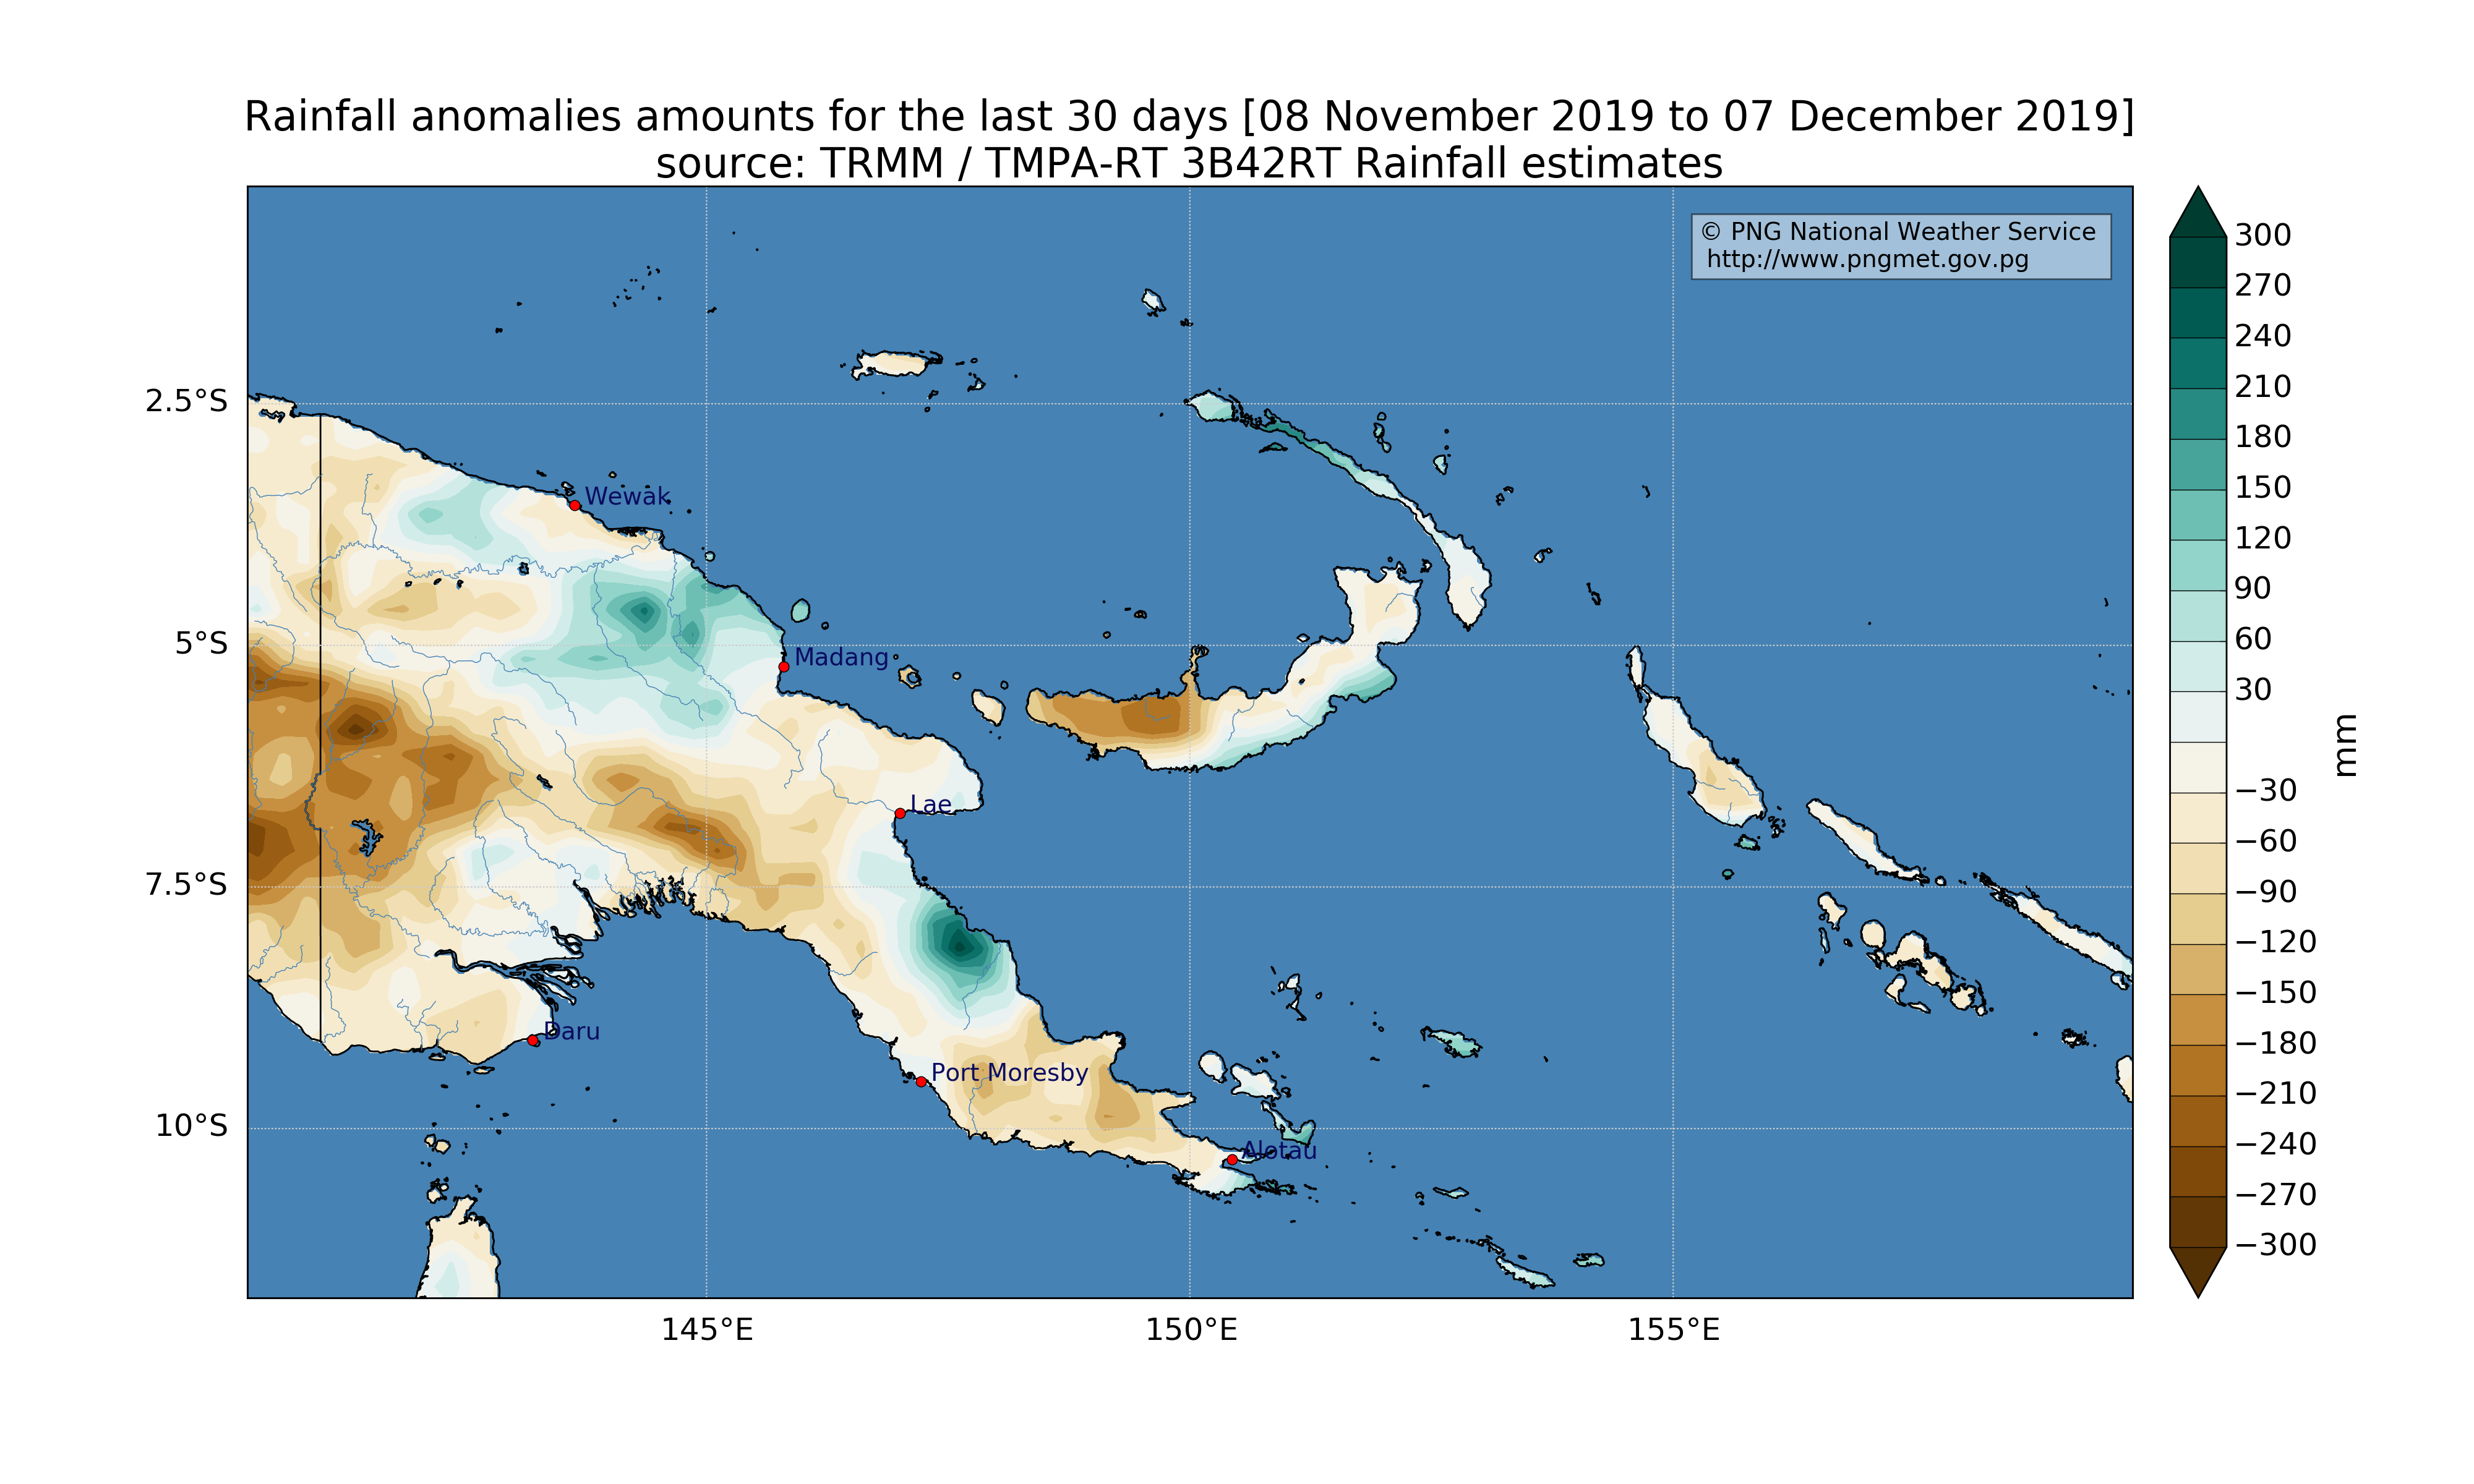 Rainfall anomalies amounts for the last 30 days [08 November 2019 to 07 December 2019]
source: TRMM / TMPA-RT 3B42RT Rainfall estimates
© PNG National Weather Service
http://www.pngmet.gov.pg
2.5°S
5°S
7.5°S
10°S
145°E
150°E
155°E
Wewak
Madang
Lae
Daru
Port Moresby
Alotau
300
270
240
210
180
150
120
90
60
30
−30
−60
−90
−120
−150
−180
−210
−240
−270
−300
mm